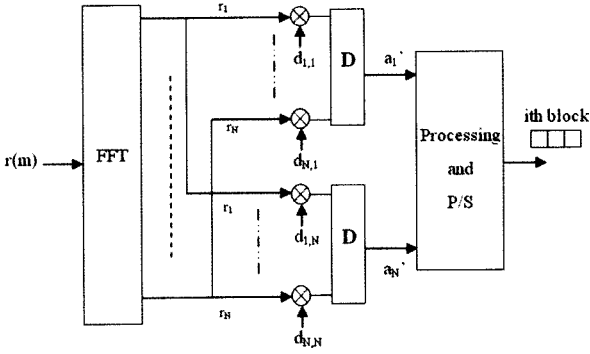 r(m)
FFT
r1
d1,1
rN
dN,1
r1
d1,N
rN
dN,N
D
D
a1`
aN`
Processing
and
P/S
ith block